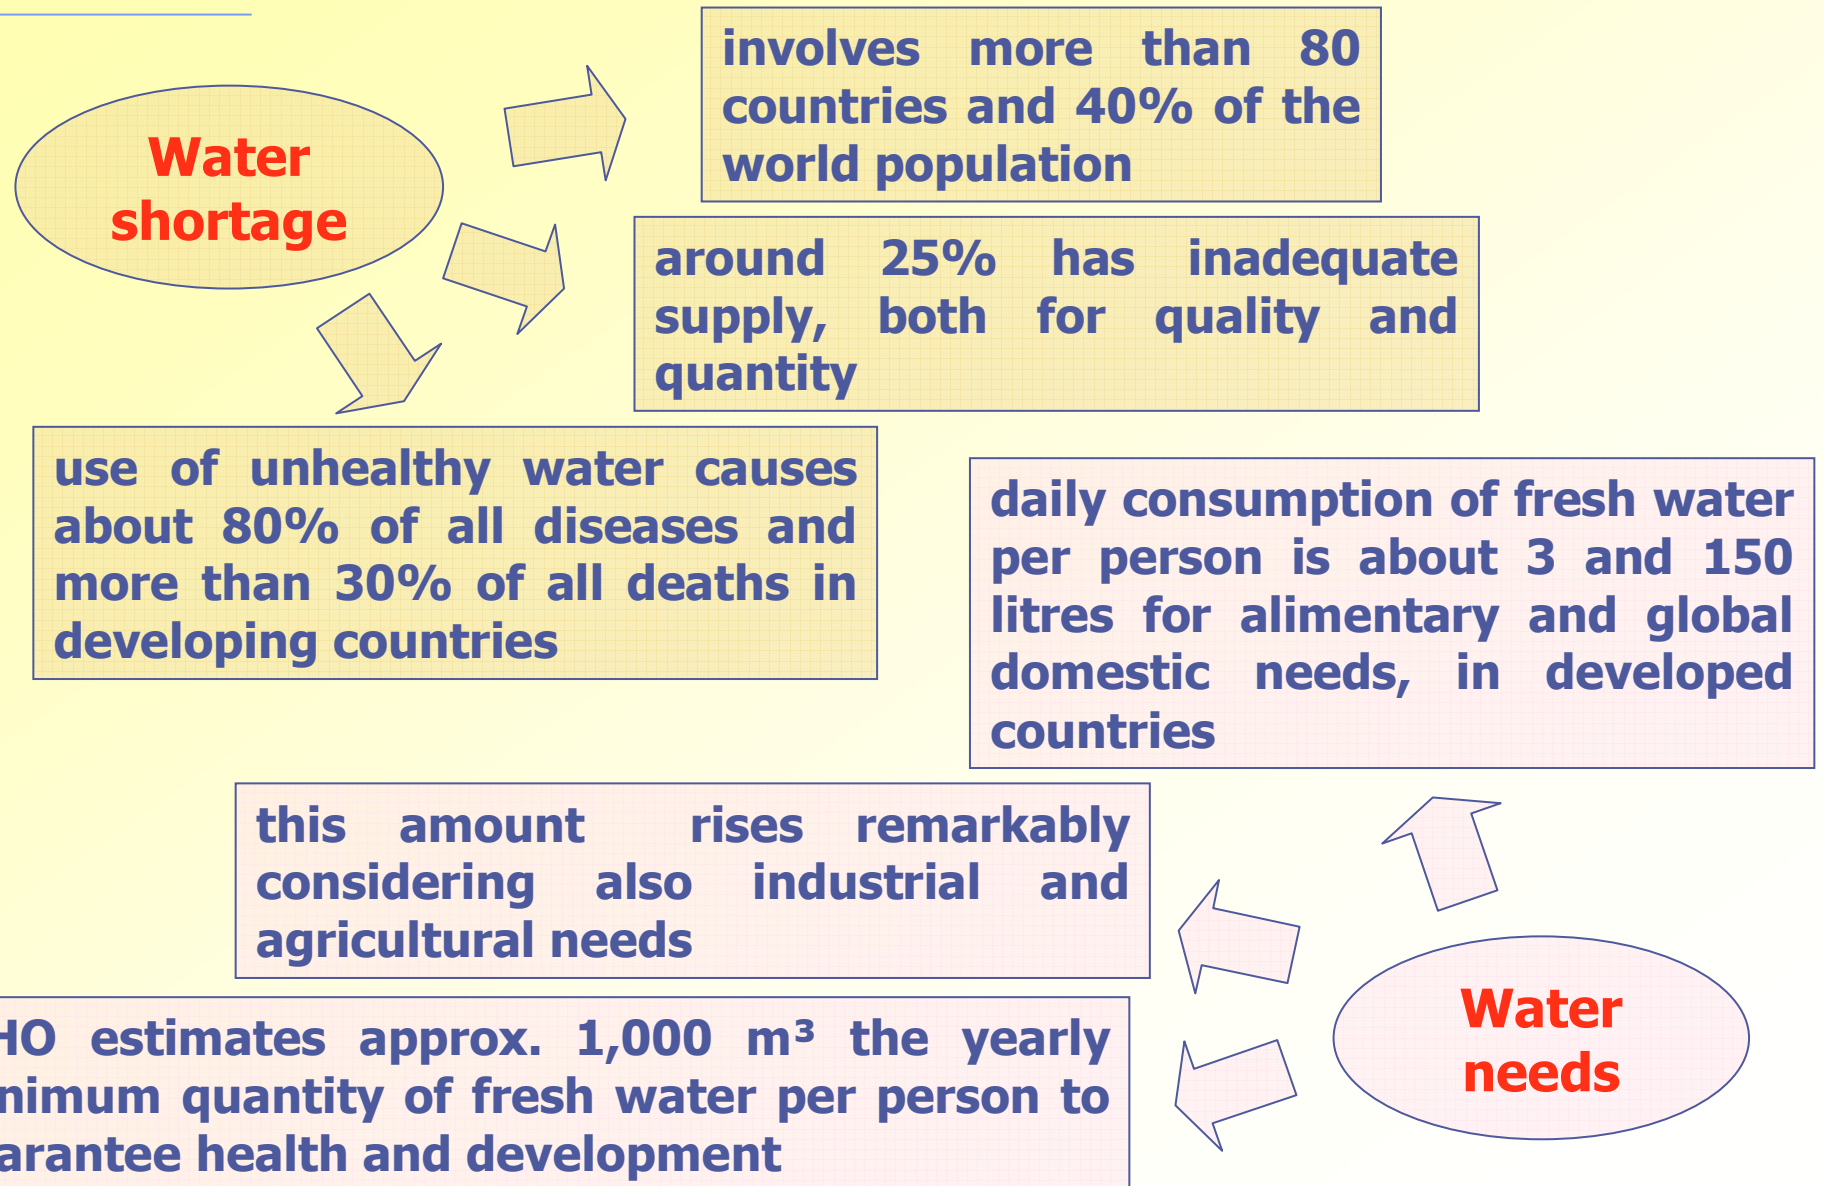 Water
shortage
involves more than 80
countries and 40% of the
world population
around 25% has inadequate
supply, both for quality and
quantity
use of unhealthy water causes
about 80% of all diseases and
more than 30% of all deaths in
developing countries
daily consumption of fresh water
per person is about 3 and 150
litres for alimentary and global
domestic needs, in developed
countries
this amount rises remarkably
considering also industrial and
agricultural needs
HO estimates approx. 1,000 m³ the yearly
nimum quantity of fresh water per person to
arantee health and development
Water
needs